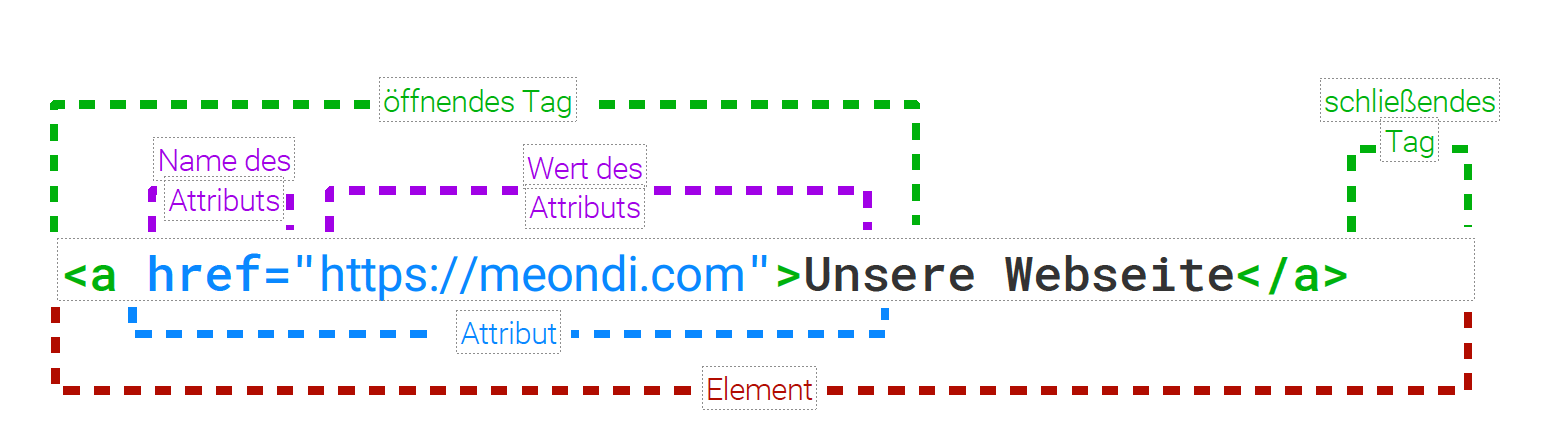 öffnendes Tag
schließendes
Tag
Name des
Attributs
Wert des
Attributs
<a href="https://meondi.com">Unsere Webseite</a>
Attribut
Element